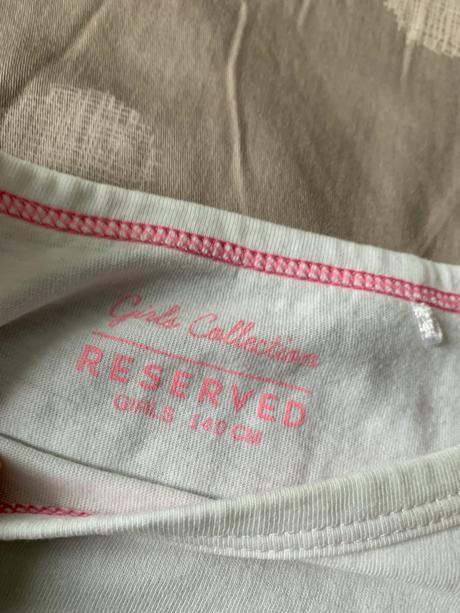 Girls Collection
RESERVED
GIRLS 140 CM